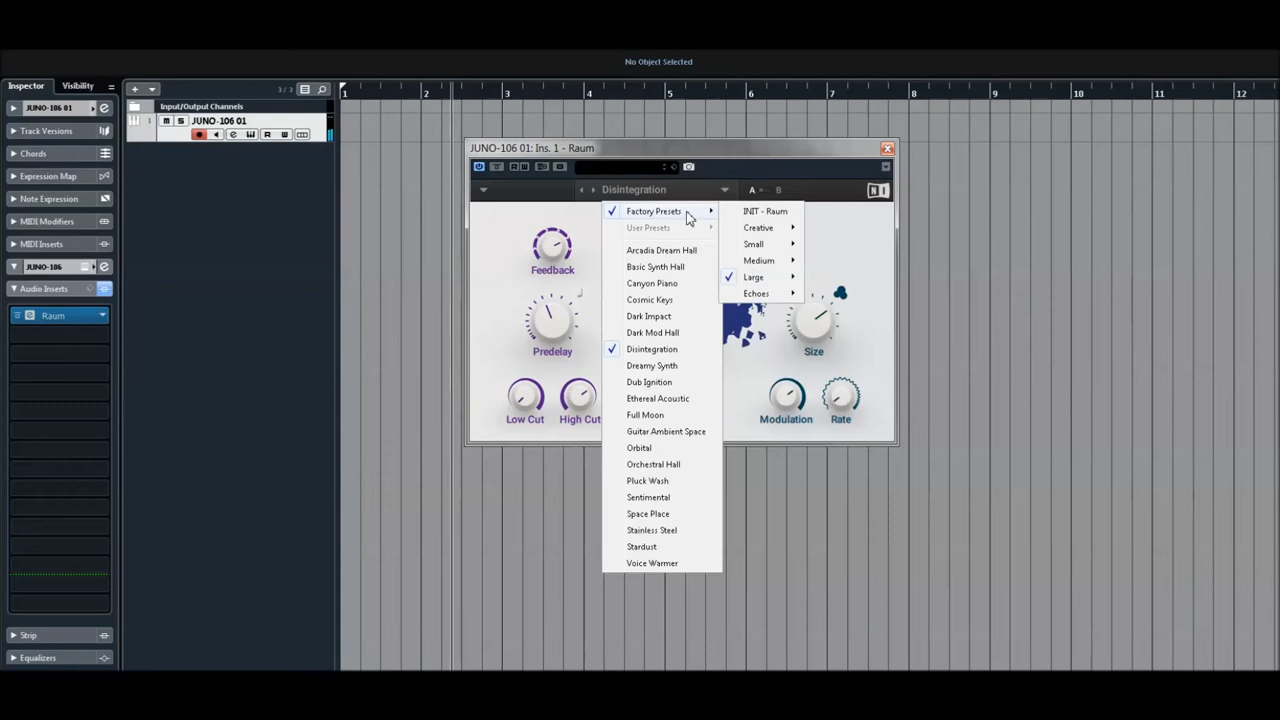 No Object Selected
Inspector
Visibility
3 / 3
1 2 3 4 5 6 7 8 9 10 11 12
JUNO-106 01
Input/Output Channels
1
JUNO-106 01
m S
R W
Track Versions
Chords
Expression Map
Note Expression
MIDI Modifiers
MIDI Inserts
JUNO-106
Audio Inserts
Raum
Strip
Equalizers
JUNO-106 01: Ins. 1 - Raum
R W
Disintegration
A B
NI
Factory Presets
User Presets
Arcadia Dream Hall
Basic Synth Hall
Canyon Piano
Cosmic Keys
Dark Impact
Dark Mod Hall
Disintegration
Dreamy Synth
Dub Ignition
Ethereal Acoustic
Full Moon
Guitar Ambient Space
Orbital
Orchestral Hall
Pluck Wash
Sentimental
Space Place
Stainless Steel
Stardust
Voice Warmer
INIT - Raum
Creative
Small
Medium
Large
Echoes
Feedback
Predelay
Low Cut
High Cut
Size
Modulation
Rate